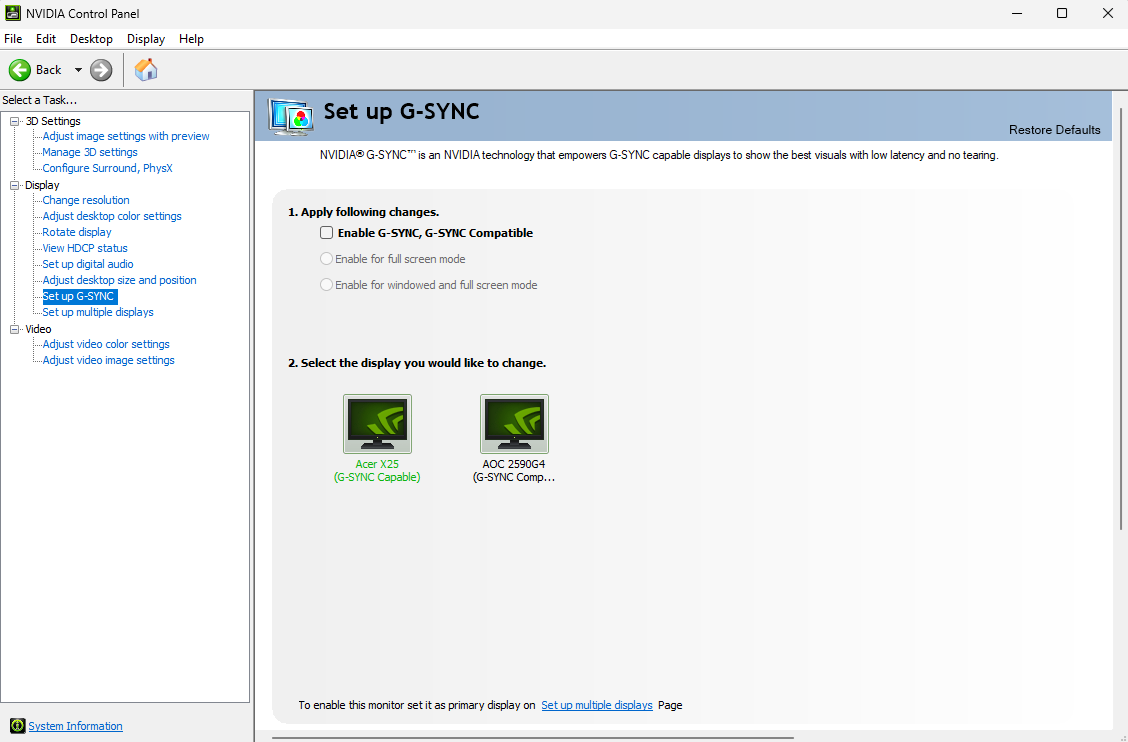 NVIDIA Control Panel
File Edit Desktop Display Help
Back
Select a Task...
3D Settings
Adjust image settings with preview
Manage 3D settings
Configure Surround, PhysX
Display
Change resolution
Adjust desktop color settings
Rotate display
View HDCP status
Set up digital audio
Adjust desktop size and position
Set up G-SYNC
Set up multiple displays
Video
Adjust video color settings
Adjust video image settings
System Information
Set up G-SYNC
Restore Defaults
NVIDIA® G-SYNC™ is an NVIDIA technology that empowers G-SYNC capable displays to show the best visuals with low latency and no tearing.
1. Apply following changes.
Enable G-SYNC, G-SYNC Compatible
Enable for full screen mode
Enable for windowed and full screen mode
2. Select the display you would like to change.
Acer X25
(G-SYNC Capable)
AOC 2590G4
(G-SYNC Comp...
To enable this monitor set it as primary display on Set up multiple displays Page